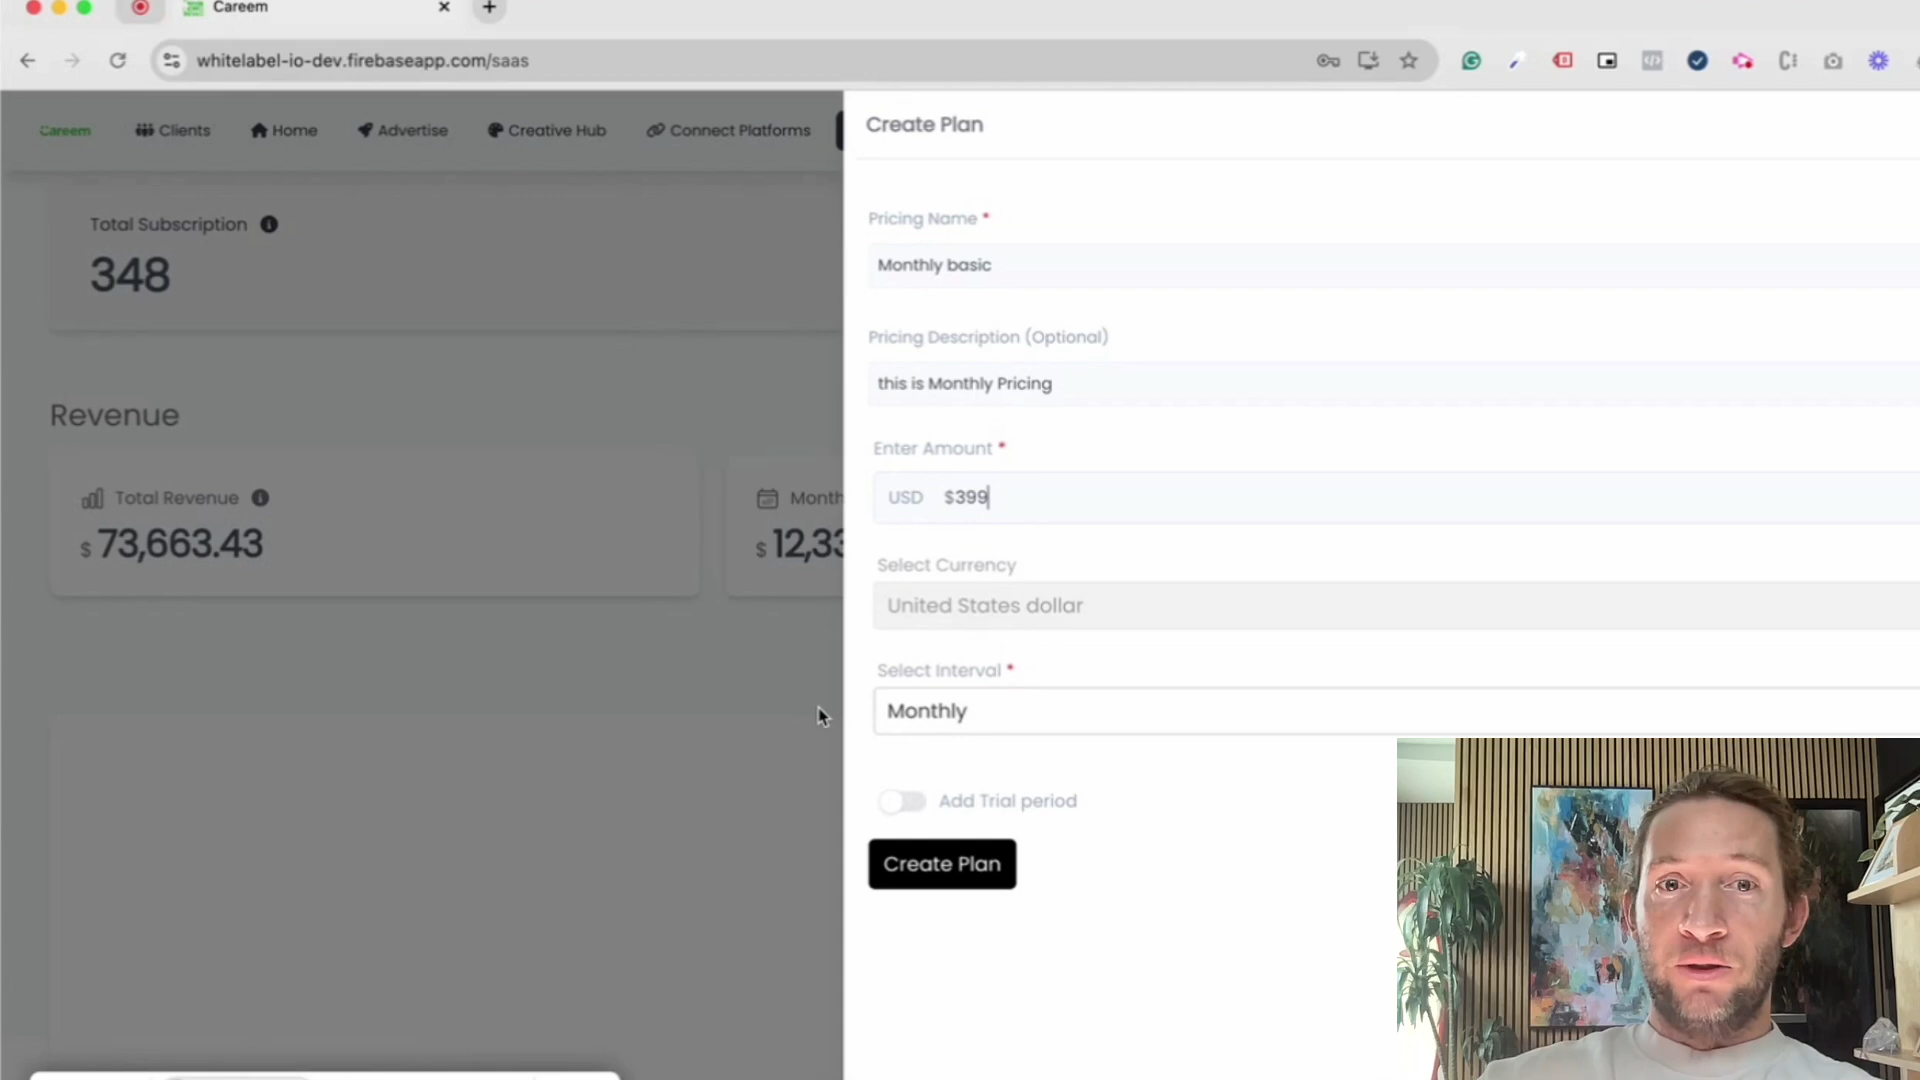 Careem
whitelabel-io-dev.firebaseapp.com/saas
Careem
Clients
Home
Advertise
Creative Hub
Connect Platforms
Total Subscription
348
Revenue
Total Revenue
$ 73,663.43
Month
$ 12,33
Create Plan
Pricing Name *
Monthly basic
Pricing Description (Optional)
this is Monthly Pricing
Enter Amount *
USD $399
Select Currency
United States dollar
Select Interval *
Monthly
Add Trial period
Create Plan